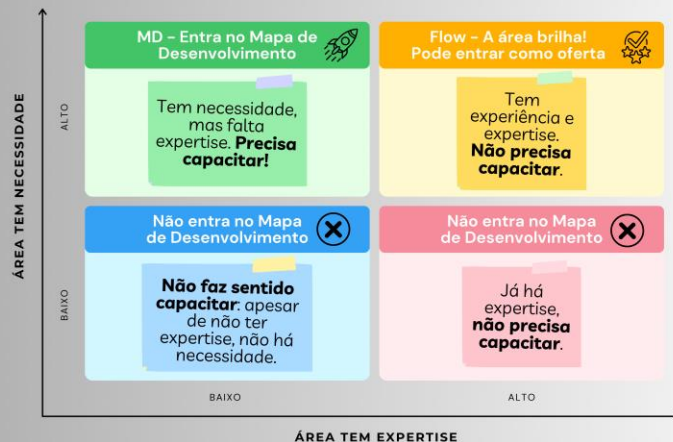 ÁREA TEM NECESSIDADE
ALTO
MD – Entra no Mapa de
Desenvolvimento
Tem necessidade,
mas falta
expertise. Precisa
capacitar!
Flow – A área brilha!
Pode entrar como oferta
Tem
experiência e
expertise.
Não precisa
capacitar.
BAIXO
Não entra no Mapa
de Desenvolvimento
Não faz sentido
capacitar: apesar
de não ter
expertise, não há
necessidade.
Não entra no Mapa
de Desenvolvimento
Já há
expertise,
não precisa
capacitar.
BAIXO
ALTO
ÁREA TEM EXPERTISE